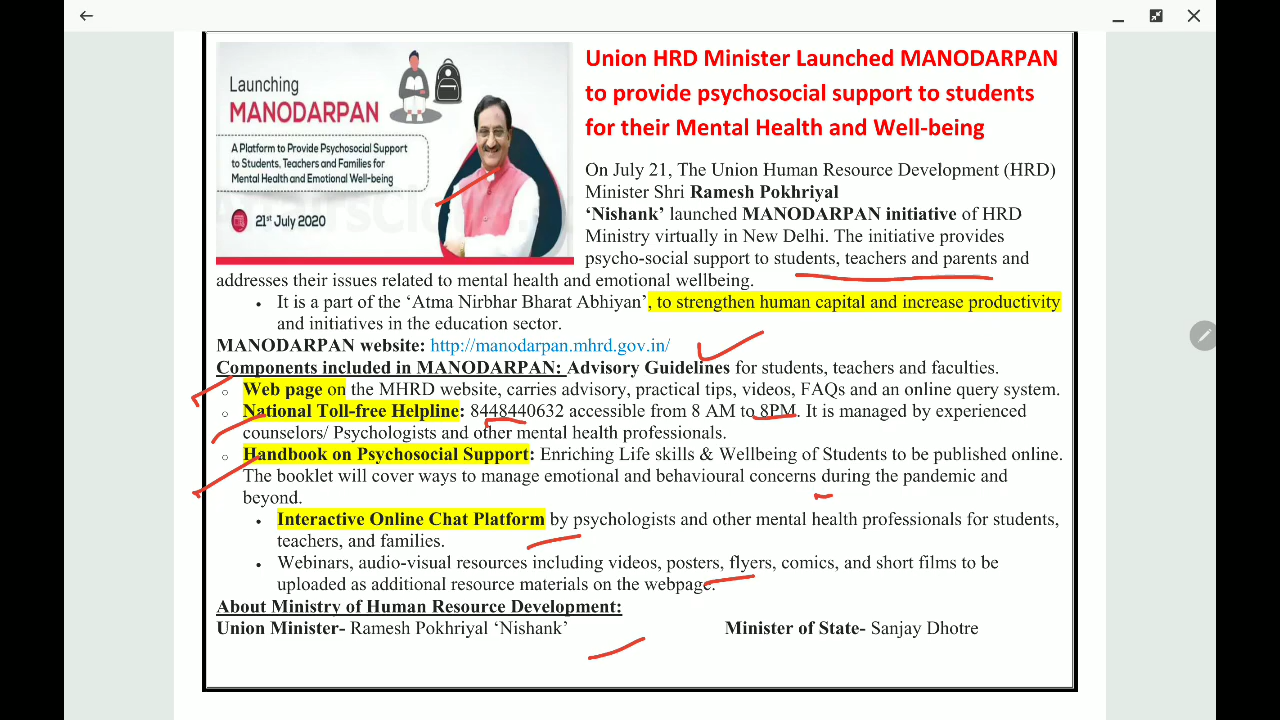 Launching
MANODARPAN
A Platform to Provide Psychosocial Support
to Students, Teachers and Families for
Mental Health and Emotional Well-being
21st July 2020
Union HRD Minister Launched MANODARPAN
to provide psychosocial support to students
for their Mental Health and Well-being
On July 21, The Union Human Resource Development (HRD)
Minister Shri Ramesh Pokhriyal
‘Nishank’ launched MANODARPAN initiative of HRD
Ministry virtually in New Delhi. The initiative provides
psycho-social support to students, teachers and parents and
addresses their issues related to mental health and emotional wellbeing.
• It is a part of the ‘Atma Nirbhar Bharat Abhiyan’, to strengthen human capital and increase productivity
and initiatives in the education sector.
MANODARPAN website: http://manodarpan.mhrd.gov.in/
Components included in MANODARPAN: Advisory Guidelines for students, teachers and faculties.
o Web page on the MHRD website, carries advisory, practical tips, videos, FAQs and an online query system.
o National Toll-free Helpline: 8448440632 accessible from 8 AM to 8PM. It is managed by experienced
counselors/ Psychologists and other mental health professionals.
o Handbook on Psychosocial Support: Enriching Life skills & Wellbeing of Students to be published online.
The booklet will cover ways to manage emotional and behavioural concerns during the pandemic and
beyond.
• Interactive Online Chat Platform by psychologists and other mental health professionals for students,
teachers, and families.
• Webinars, audio-visual resources including videos, posters, flyers, comics, and short films to be
uploaded as additional resource materials on the webpage.
About Ministry of Human Resource Development:
Union Minister- Ramesh Pokhriyal ‘Nishank’ Minister of State- Sanjay Dhotre